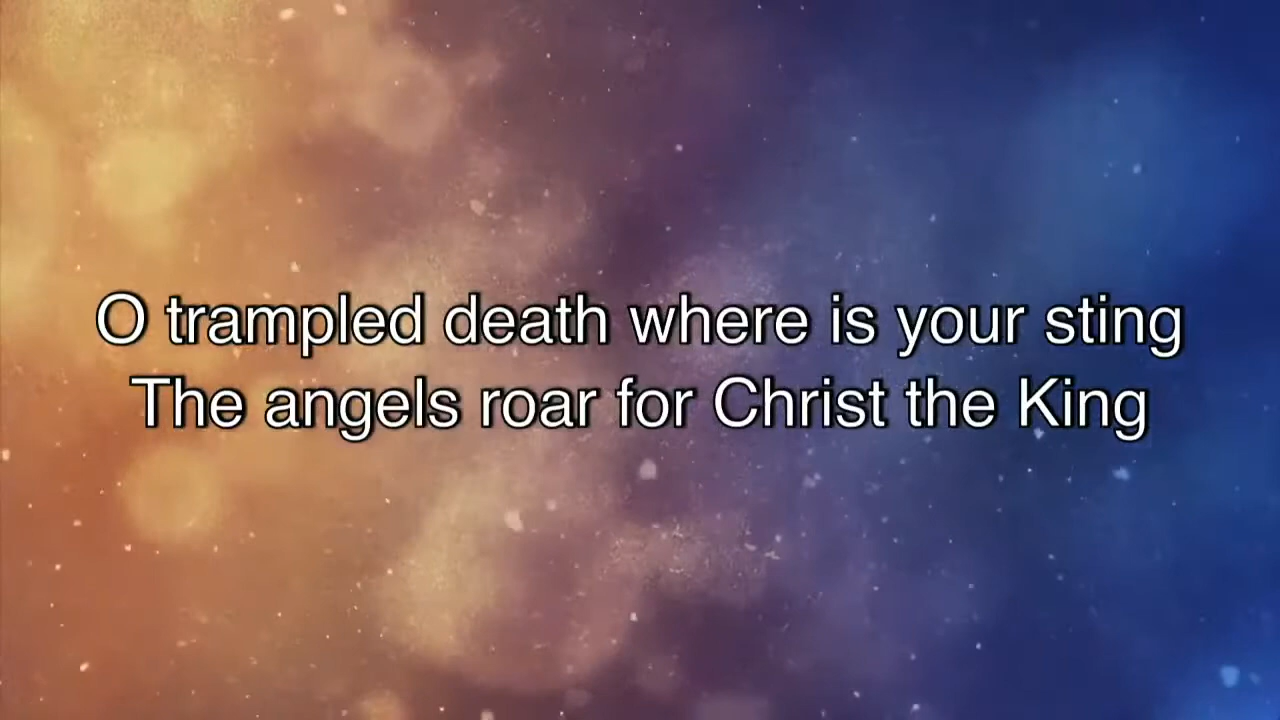 O trampled death where is your sting
The angels roar for Christ the King